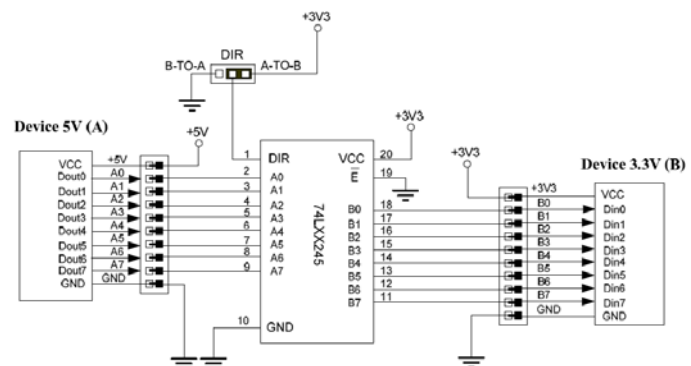 +3V3
DIR
B-TO-A A-TO-B
Device 5V (A)
+5V
VCC +5V
Dout0 A0
Dout1 A1
Dout2 A2
Dout3 A3
Dout4 A4
Dout5 A5
Dout6 A6
Dout7 A7
GND GND
1 DIR
2 A0
3 A1
4 A2
5 A3
6 A4
7 A5
8 A6
9 A7
10 GND
74LXX245
+3V3
VCC 20
E 19
B0 18
B1 17
B2 16
B3 15
B4 14
B5 13
B6 12
B7 11
+3V3
Device 3.3V (B)
+3V3 VCC
B0 Din0
B1 Din1
B2 Din2
B3 Din3
B4 Din4
B5 Din5
B6 Din6
B7 Din7
GND GND